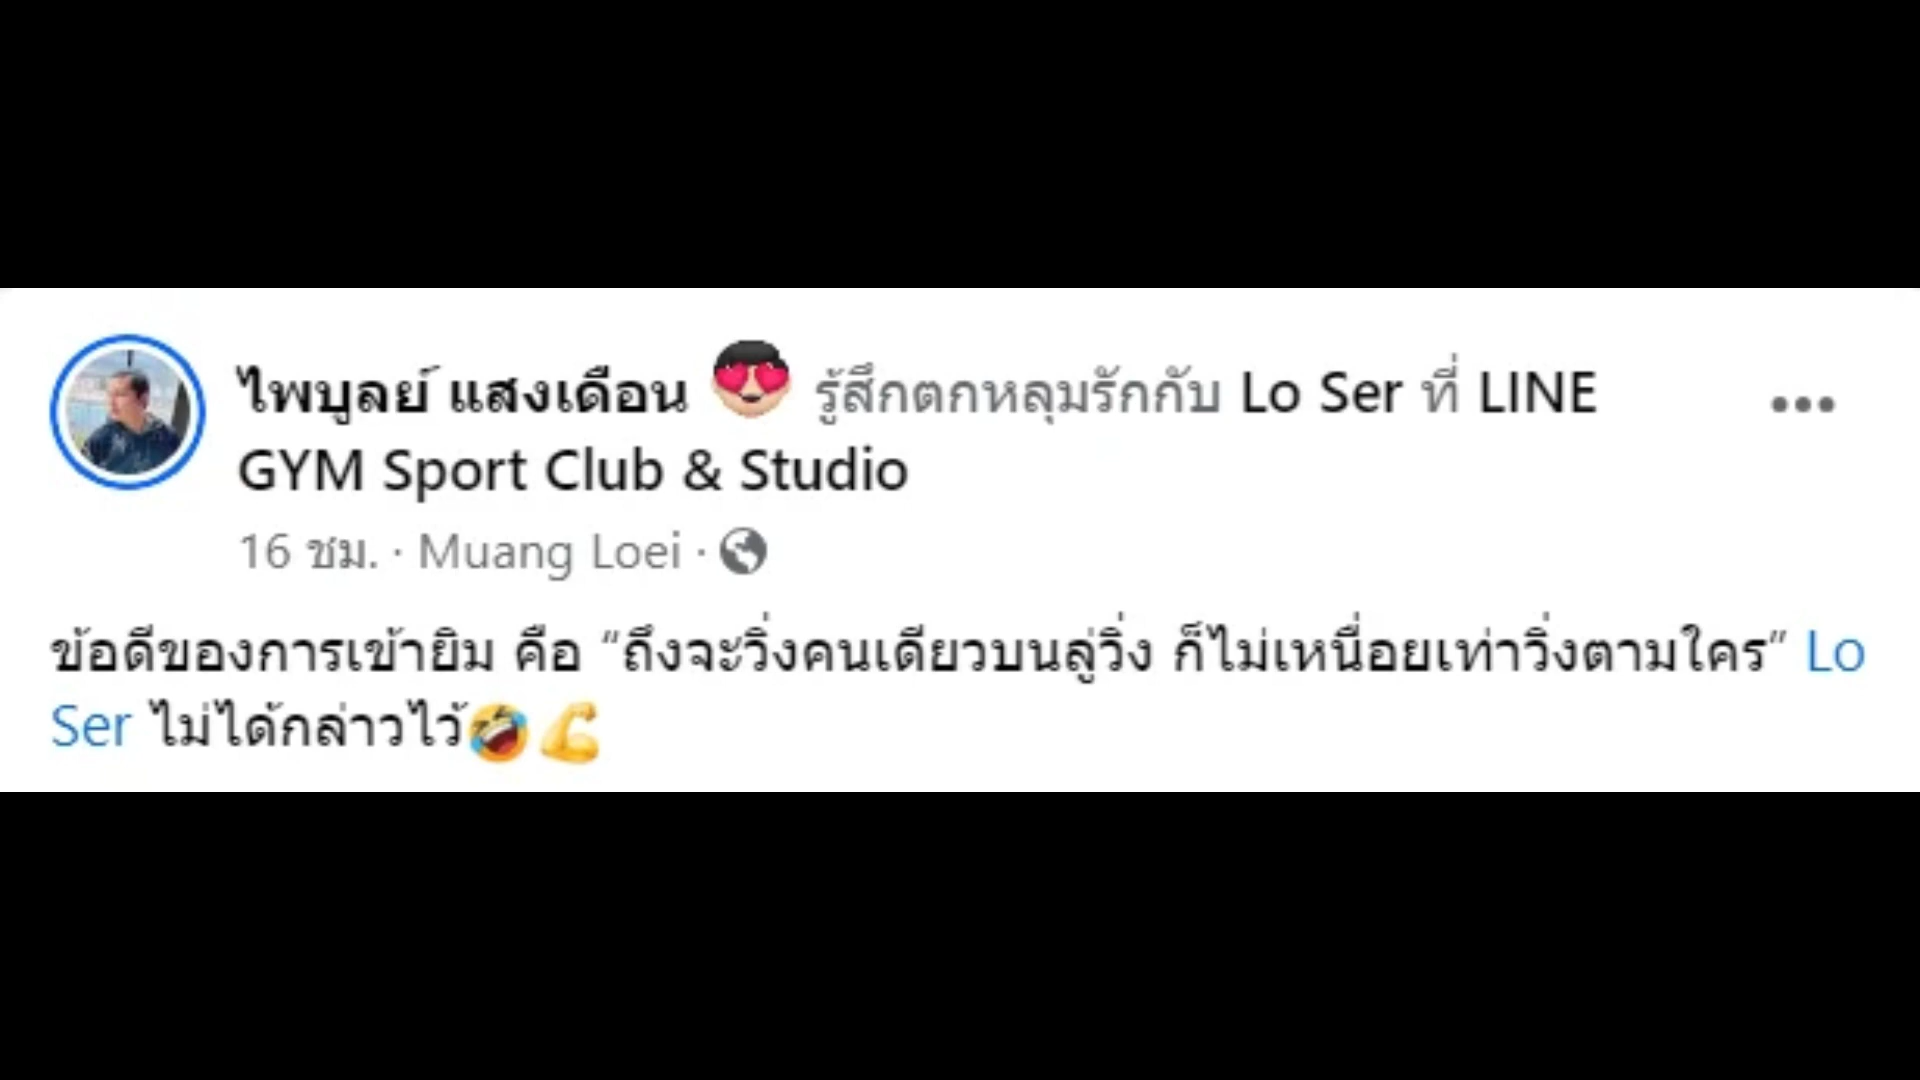 ไพบูลย์ แสงเดือน 😍 รู้สึกตกหลุมรักกับ Lo Ser ที่ LINE
GYM Sport Club & Studio
16 ชม. · Muang Loei ·
ข้อดีของการเข้ายิม คือ “ถึงจะวิ่งคนเดียวบนลู่วิ่ง ก็ไม่เหนื่อยเท่าวิ่งตามใคร” Lo
Ser ไม่ได้กล่าวไว้🤣💪